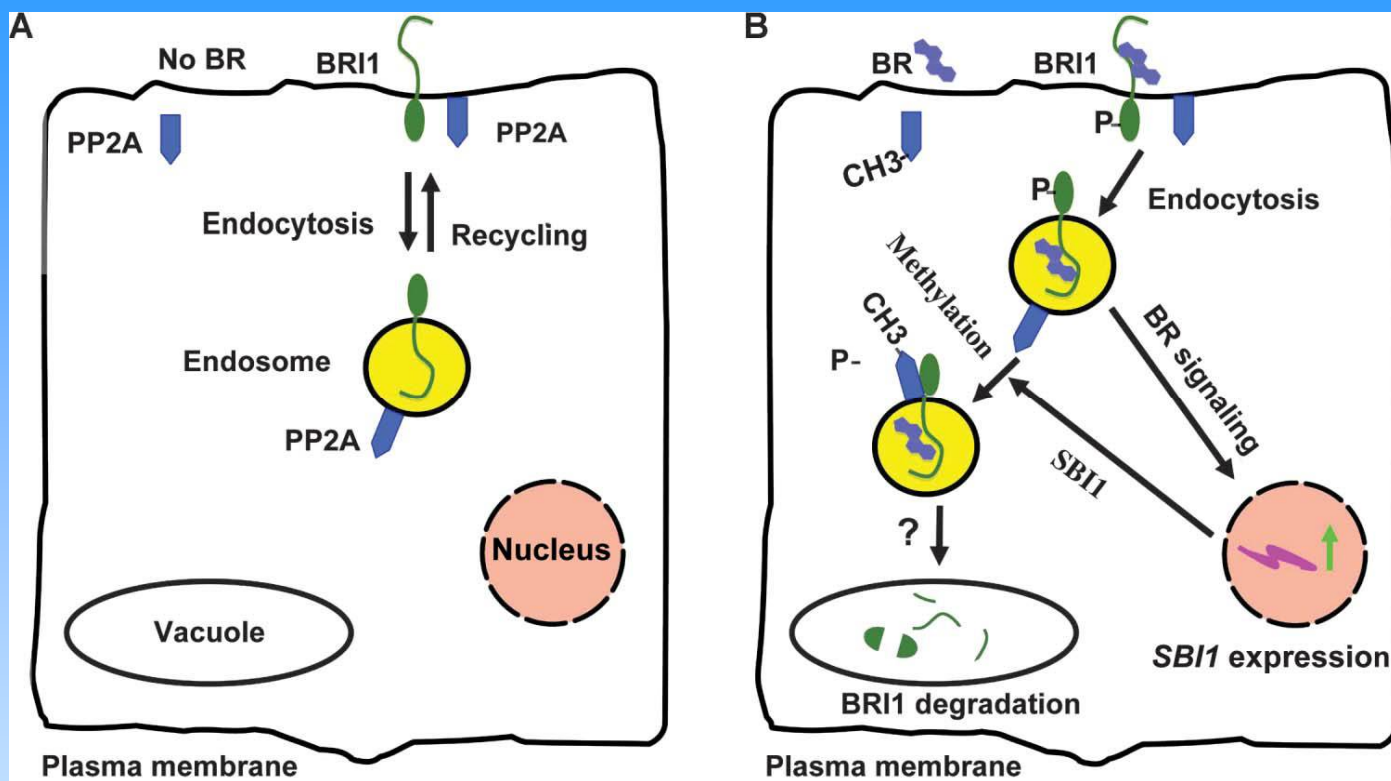 A
No BR
BRI1
PP2A
PP2A
Endocytosis
Recycling
Endosome
PP2A
Nucleus
Vacuole
Plasma membrane
B
BR
BRI1
P-
CH3-
P-
Endocytosis
Methylation
CH3-
P-
BR signaling
SBI1
?
SBI1 expression
BRI1 degradation
Plasma membrane